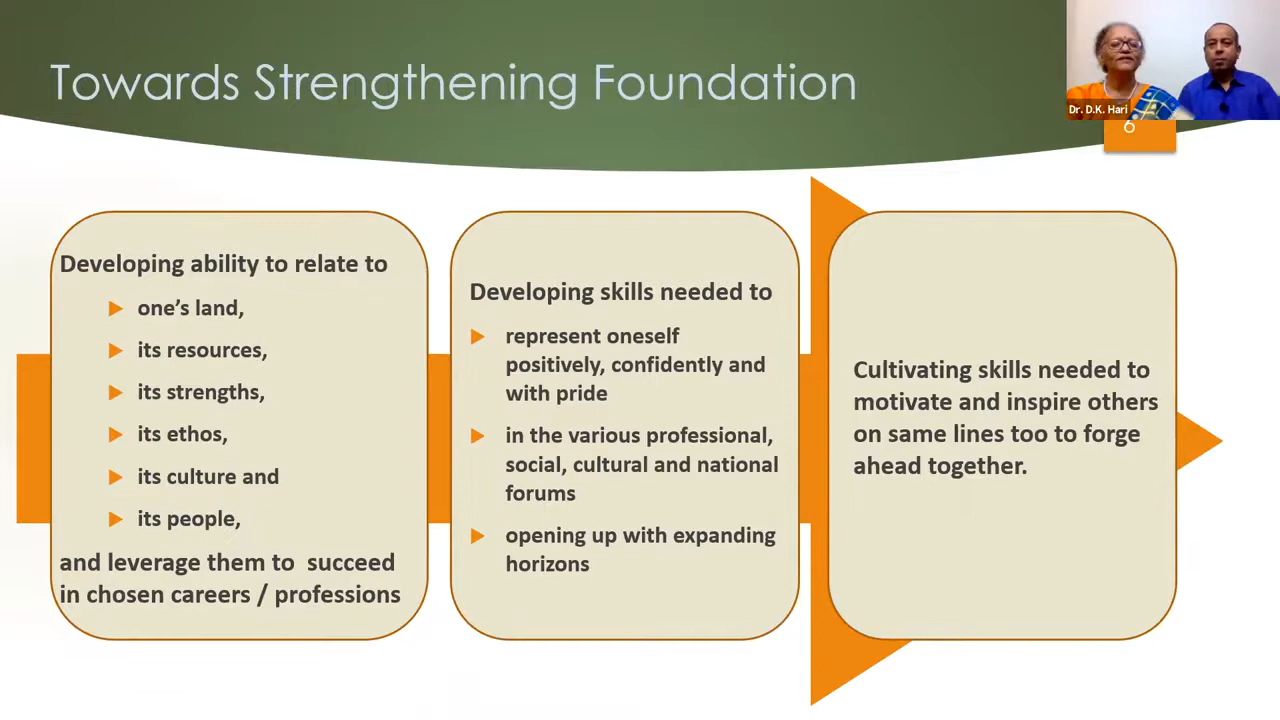 Towards Strengthening Foundation
Dr. D.K. Hari
6
Developing ability to relate to
one’s land,
its resources,
its strengths,
its ethos,
its culture and
its people,
and leverage them to succeed
in chosen careers / professions
Developing skills needed to
represent oneself
positively, confidently and
with pride
in the various professional,
social, cultural and national
forums
opening up with expanding
horizons
Cultivating skills needed to
motivate and inspire others
on same lines too to forge
ahead together.